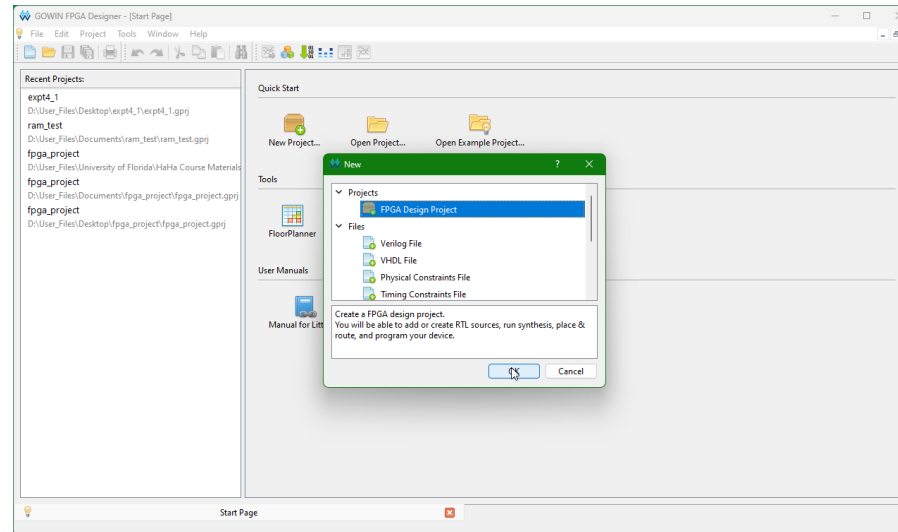 GOWIN FPGA Designer - [Start Page]
File Edit Project Tools Window Help
Recent Projects:
expt4_1
D:\User_Files\Desktop\expt4_1\expt4_1.gprj
ram_test
D:\User_Files\Documents\ram_test\ram_test.gprj
fpga_project
D:\User_Files\University of Florida\HaHa Course Materials
fpga_project
D:\User_Files\Documents\fpga_project\fpga_project.gprj
fpga_project
D:\User_Files\Desktop\fpga_project\fpga_project.gprj
Quick Start
New Project... Open Project... Open Example Project...
Tools
FloorPlanner
User Manuals
Manual for Litt
New
Projects
FPGA Design Project
Files
Verilog File
VHDL File
Physical Constraints File
Timing Constraints File
Create a FPGA design project.
You will be able to add or create RTL sources, run synthesis, place &
route, and program your device.
OK Cancel
Start Page